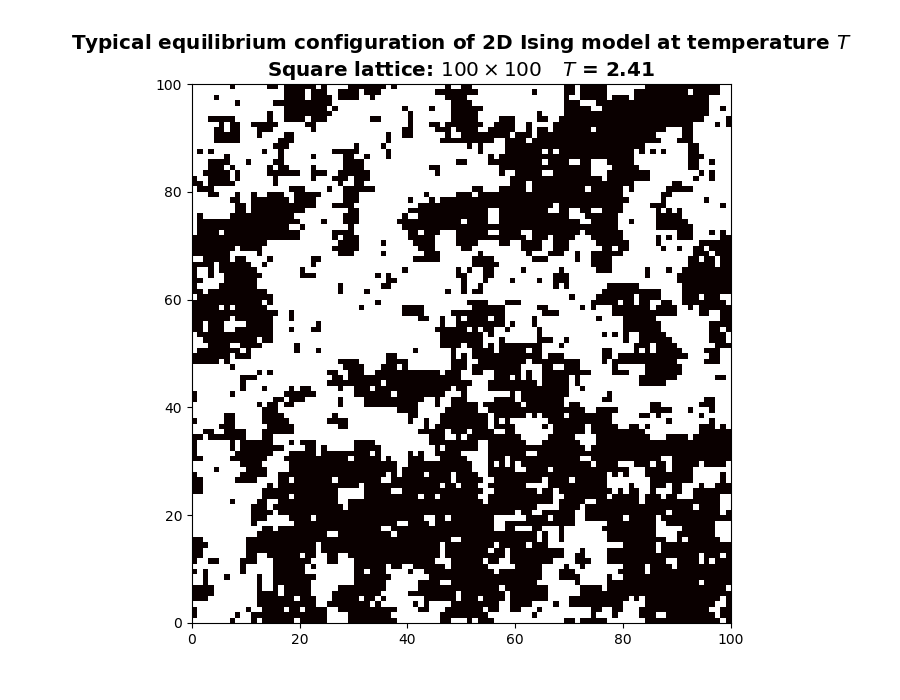 Typical equilibrium configuration of 2D Ising model at temperature T
Square lattice: 100 × 100 T = 2.41
100
80
60
40
20
0
0 20 40 60 80 100